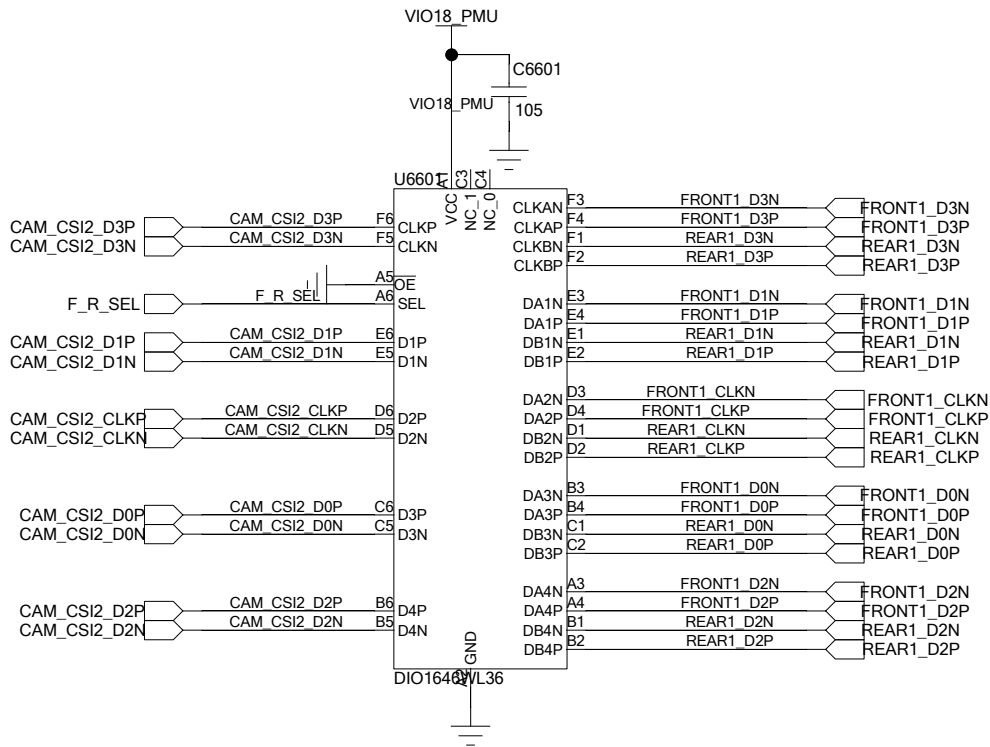 VIO18_PMU
C6601
VIO18_PMU
105
U6601 A1 C3 C4
VCC NC_1 NC_0
CAM_CSI2_D3P CAM_CSI2_D3P F6 CLKP
CAM_CSI2_D3N CAM_CSI2_D3N F5 CLKN
A5 OE
F_R_SEL F_R_SEL A6 SEL
CAM_CSI2_D1P CAM_CSI2_D1P E6 D1P
CAM_CSI2_D1N CAM_CSI2_D1N E5 D1N
CAM_CSI2_CLKP CAM_CSI2_CLKP D6 D2P
CAM_CSI2_CLKN CAM_CSI2_CLKN D5 D2N
CAM_CSI2_D0P CAM_CSI2_D0P C6 D3P
CAM_CSI2_D0N CAM_CSI2_D0N C5 D3N
CAM_CSI2_D2P CAM_CSI2_D2P B6 D4P
CAM_CSI2_D2N CAM_CSI2_D2N B5 D4N
CLKAN F3 FRONT1_D3N FRONT1_D3N
CLKAP F4 FRONT1_D3P FRONT1_D3P
CLKBN F1 REAR1_D3N REAR1_D3N
CLKBP F2 REAR1_D3P REAR1_D3P
DA1N E3 FRONT1_D1N FRONT1_D1N
DA1P E4 FRONT1_D1P FRONT1_D1P
DB1N E1 REAR1_D1N REAR1_D1N
DB1P E2 REAR1_D1P REAR1_D1P
DA2N D3 FRONT1_CLKN FRONT1_CLKN
DA2P D4 FRONT1_CLKP FRONT1_CLKP
DB2N D1 REAR1_CLKN REAR1_CLKN
DB2P D2 REAR1_CLKP REAR1_CLKP
DA3N B3 FRONT1_D0N FRONT1_D0N
DA3P B4 FRONT1_D0P FRONT1_D0P
DB3N C1 REAR1_D0N REAR1_D0N
DB3P C2 REAR1_D0P REAR1_D0P
DA4N A3 FRONT1_D2N FRONT1_D2N
DA4P A4 FRONT1_D2P FRONT1_D2P
DB4N B1 REAR1_D2N REAR1_D2N
DB4P B2 REAR1_D2P REAR1_D2P
GND
A2